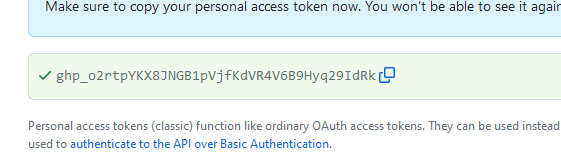 Make sure to copy your personal access token now. You won't be able to see it again
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
Personal access tokens (classic) function like ordinary OAuth access tokens. They can be used instead
used to authenticate to the API over Basic Authentication.